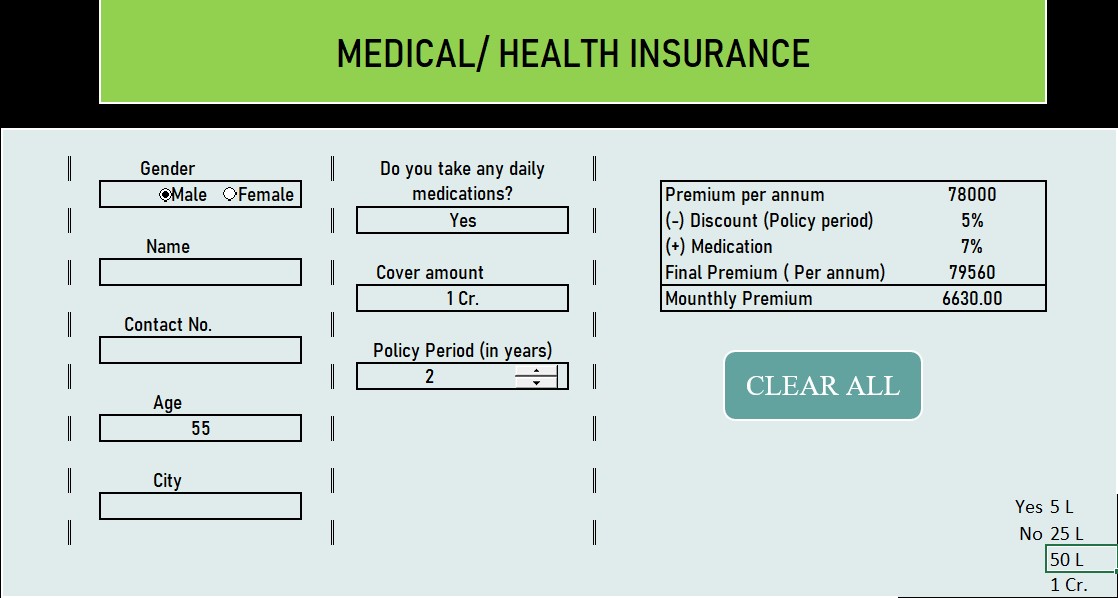 MEDICAL/ HEALTH INSURANCE
Gender
Male Female
Name
Contact No.
Age
55
City
Do you take any daily
medications?
Yes
Cover amount
1 Cr.
Policy Period (in years)
2
Premium per annum 78000
(-) Discount (Policy period) 5%
(+) Medication 7%
Final Premium ( Per annum) 79560
Mounthly Premium 6630.00
CLEAR ALL
Yes 5 L
No 25 L
50 L
1 Cr.